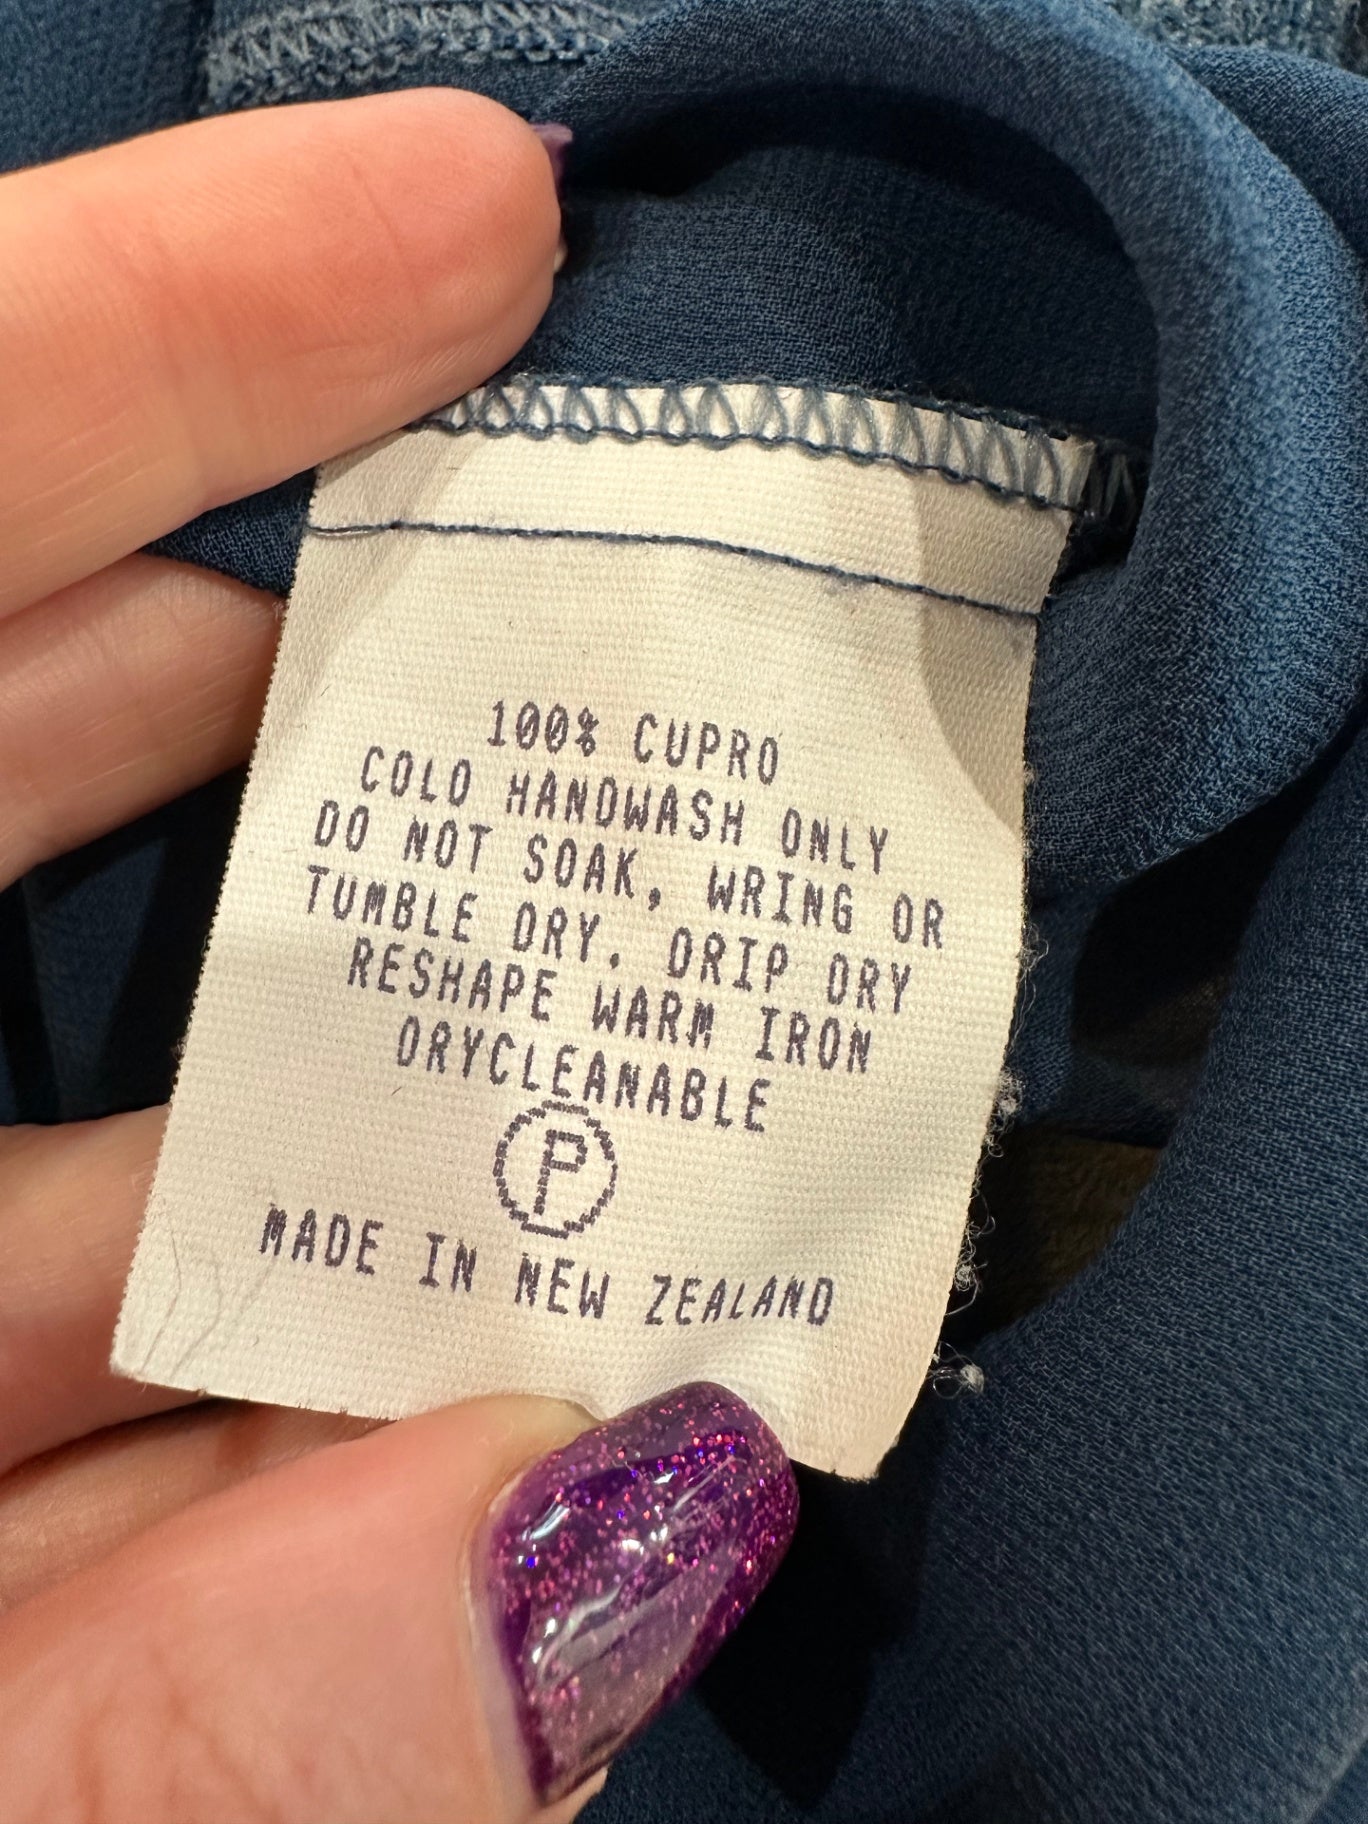 100% CUPRO
COLD HANDWASH ONLY
DO NOT SOAK, WRING OR
TUMBLE DRY. DRIP DRY
RESHAPE WARM IRON
DRYCLEANABLE
P
MADE IN NEW ZEALAND